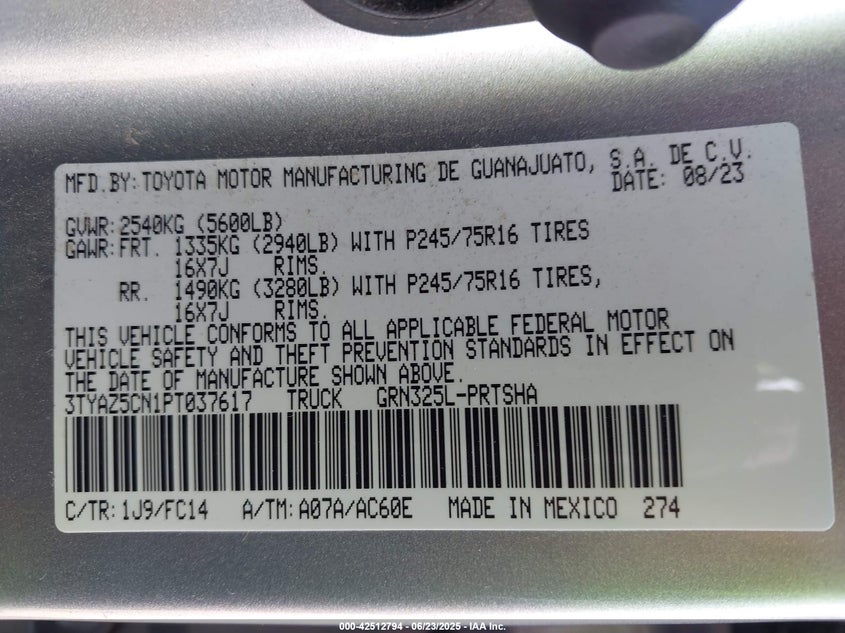 MFD.BY:TOYOTA MOTOR MANUFACTURING DE GUANAJUATO, S.A. DE C.V.
DATE: 08/23
GVWR:2540KG (5600LB)
GAWR:FRT. 1335KG (2940LB) WITH P245/75R16 TIRES
16X7J RIMS.
RR. 1490KG (3280LB) WITH P245/75R16 TIRES,
16X7J RIMS.
THIS VEHICLE CONFORMS TO ALL APPLICABLE FEDERAL MOTOR
VEHICLE SAFETY AND THEFT PREVENTION STANDARDS IN EFFECT ON
THE DATE OF MANUFACTURE SHOWN ABOVE.
3TYAZ5CN1PT037617 TRUCK GRN325L-PRTSHA
C/TR:1J9/FC14 A/TM:A07A/AC60E MADE IN MEXICO 274
000-42512794 - 06/23/2025 - IAA Inc.